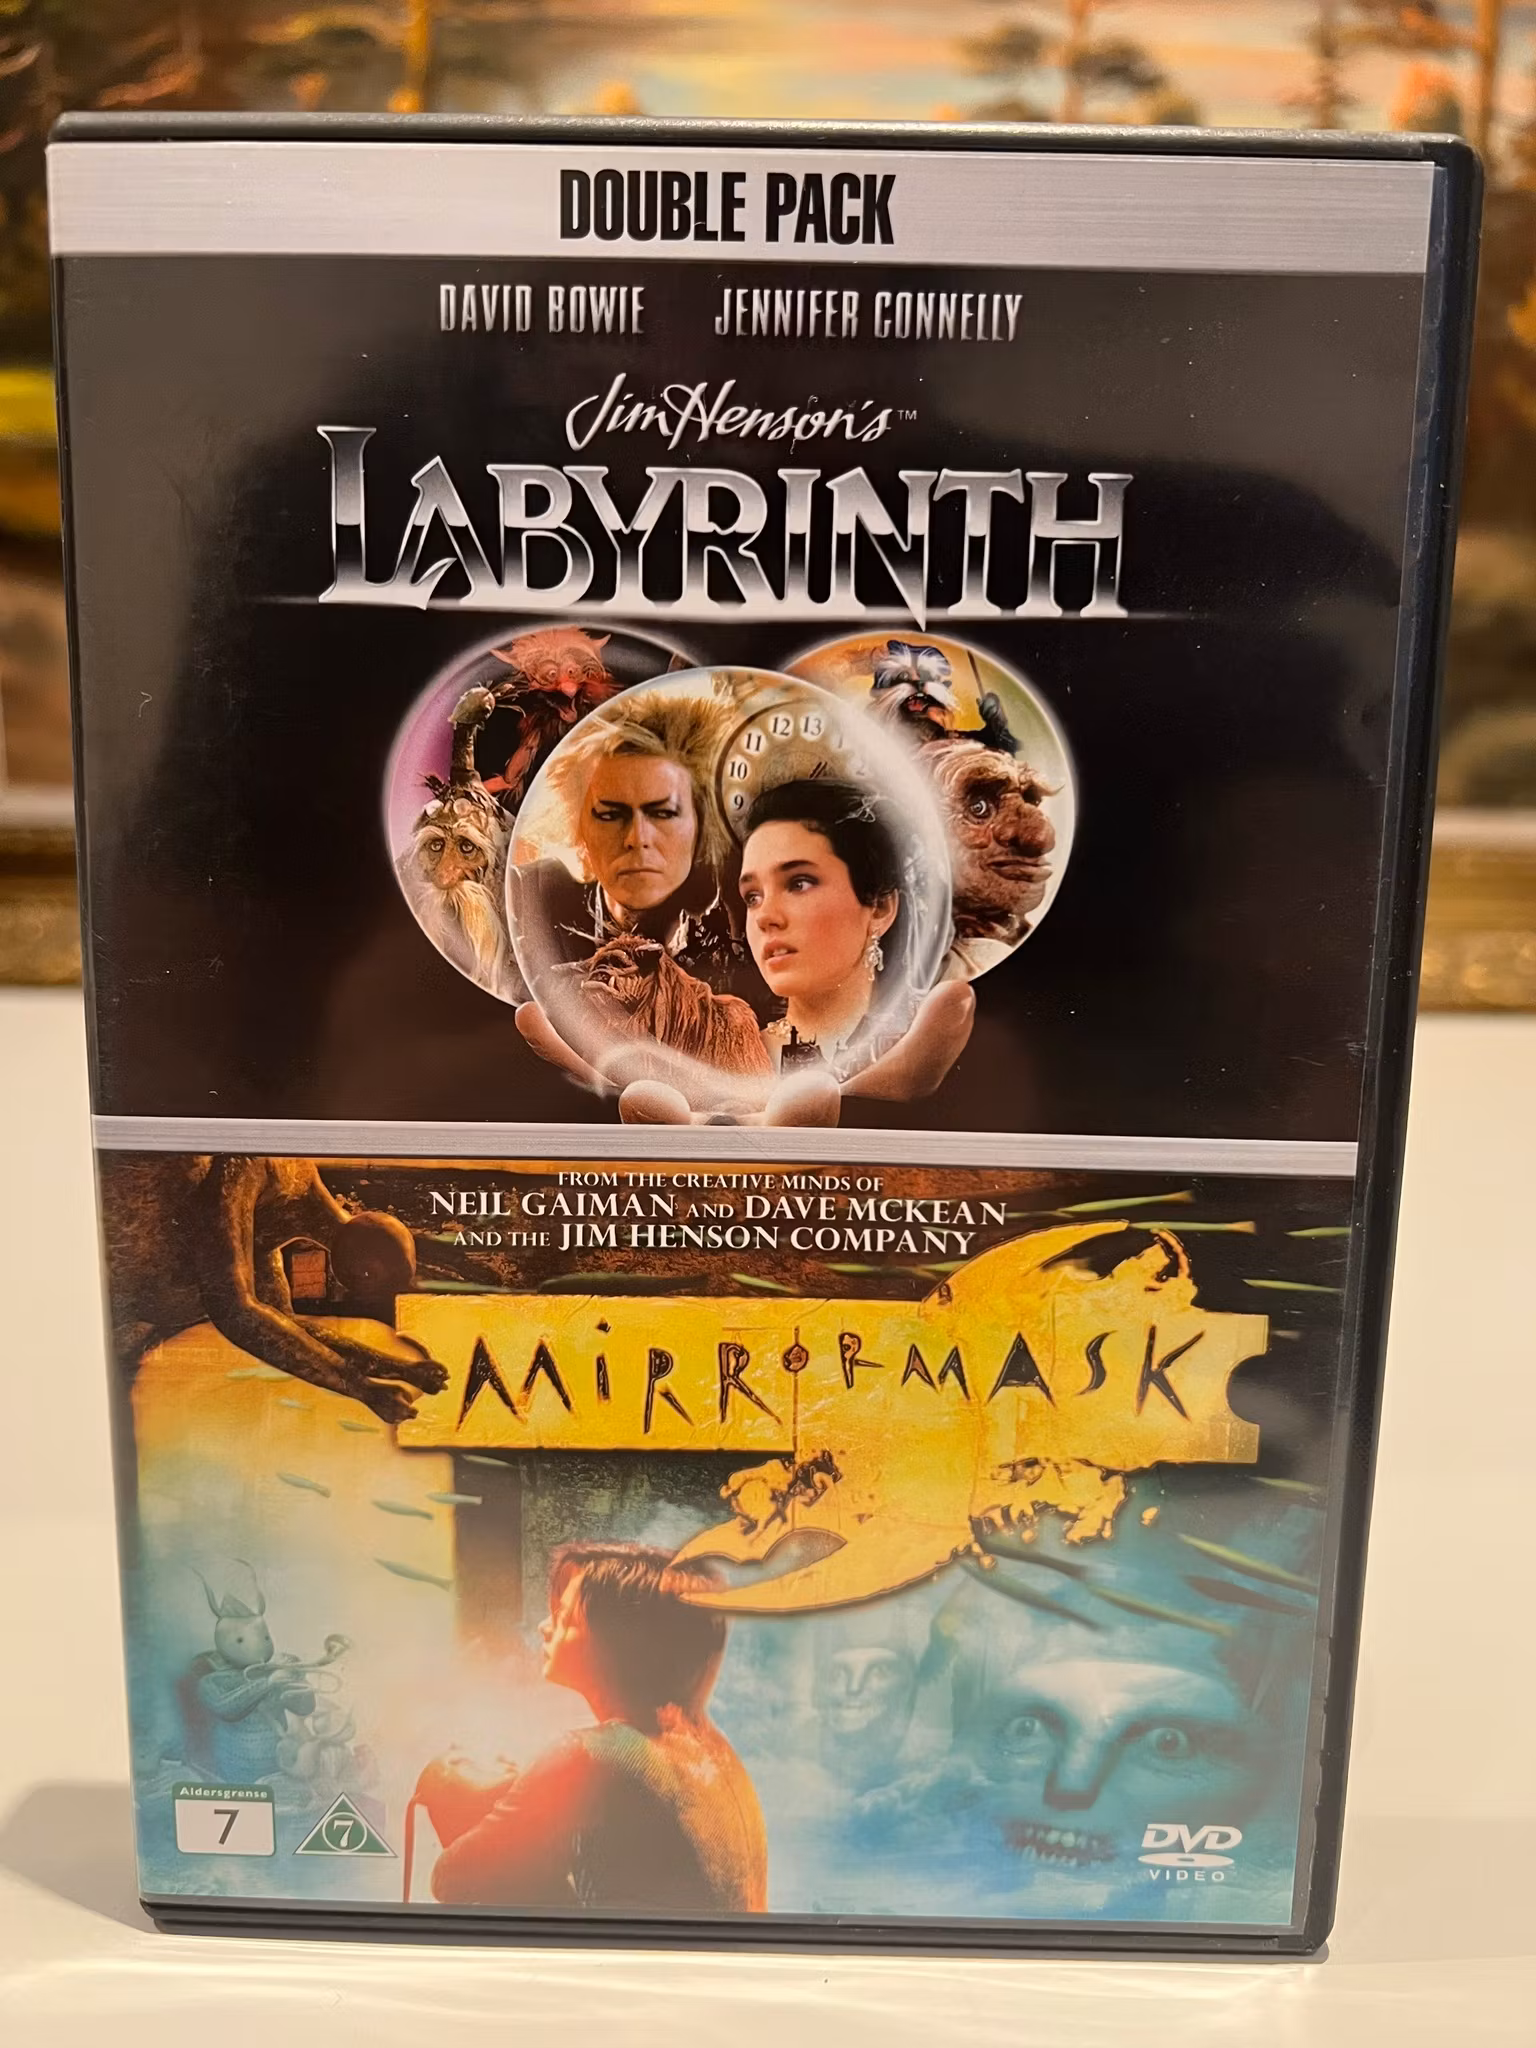 DOUBLE PACK
DAVID BOWIE JENNIFER CONNELLY
Jim Henson's™
LABYRINTH
12 13
11
10
9
FROM THE CREATIVE MINDS OF
NEIL GAIMAN AND DAVE MCKEAN
AND THE JIM HENSON COMPANY
MiRRORMASK
Aldersgrense
7
7
DVD
VIDEO